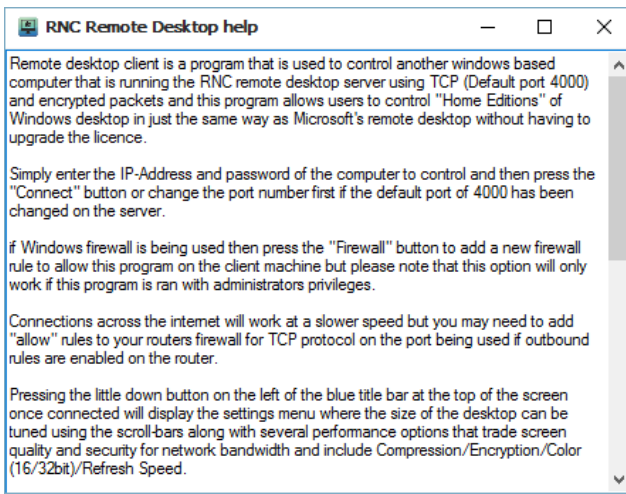 RNC Remote Desktop help
Remote desktop client is a program that is used to control another windows based
computer that is running the RNC remote desktop server using TCP (Default port 4000)
and encrypted packets and this program allows users to control "Home Editions" of
Windows desktop in just the same way as Microsoft's remote desktop without having to
upgrade the licence.
Simply enter the IP-Address and password of the computer to control and then press the
"Connect" button or change the port number first if the default port of 4000 has been
changed on the server.
if Windows firewall is being used then press the "Firewall" button to add a new firewall
rule to allow this program on the client machine but please note that this option will only
work if this program is ran with administrators privileges.
Connections across the internet will work at a slower speed but you may need to add
"allow" rules to your routers firewall for TCP protocol on the port being used if outbound
rules are enabled on the router.
Pressing the little down button on the left of the blue title bar at the top of the screen
once connected will display the settings menu where the size of the desktop can be
tuned using the scroll-bars along with several performance options that trade screen
quality and security for network bandwidth and include Compression/Encryption/Color
(16/32bit)/Refresh Speed.